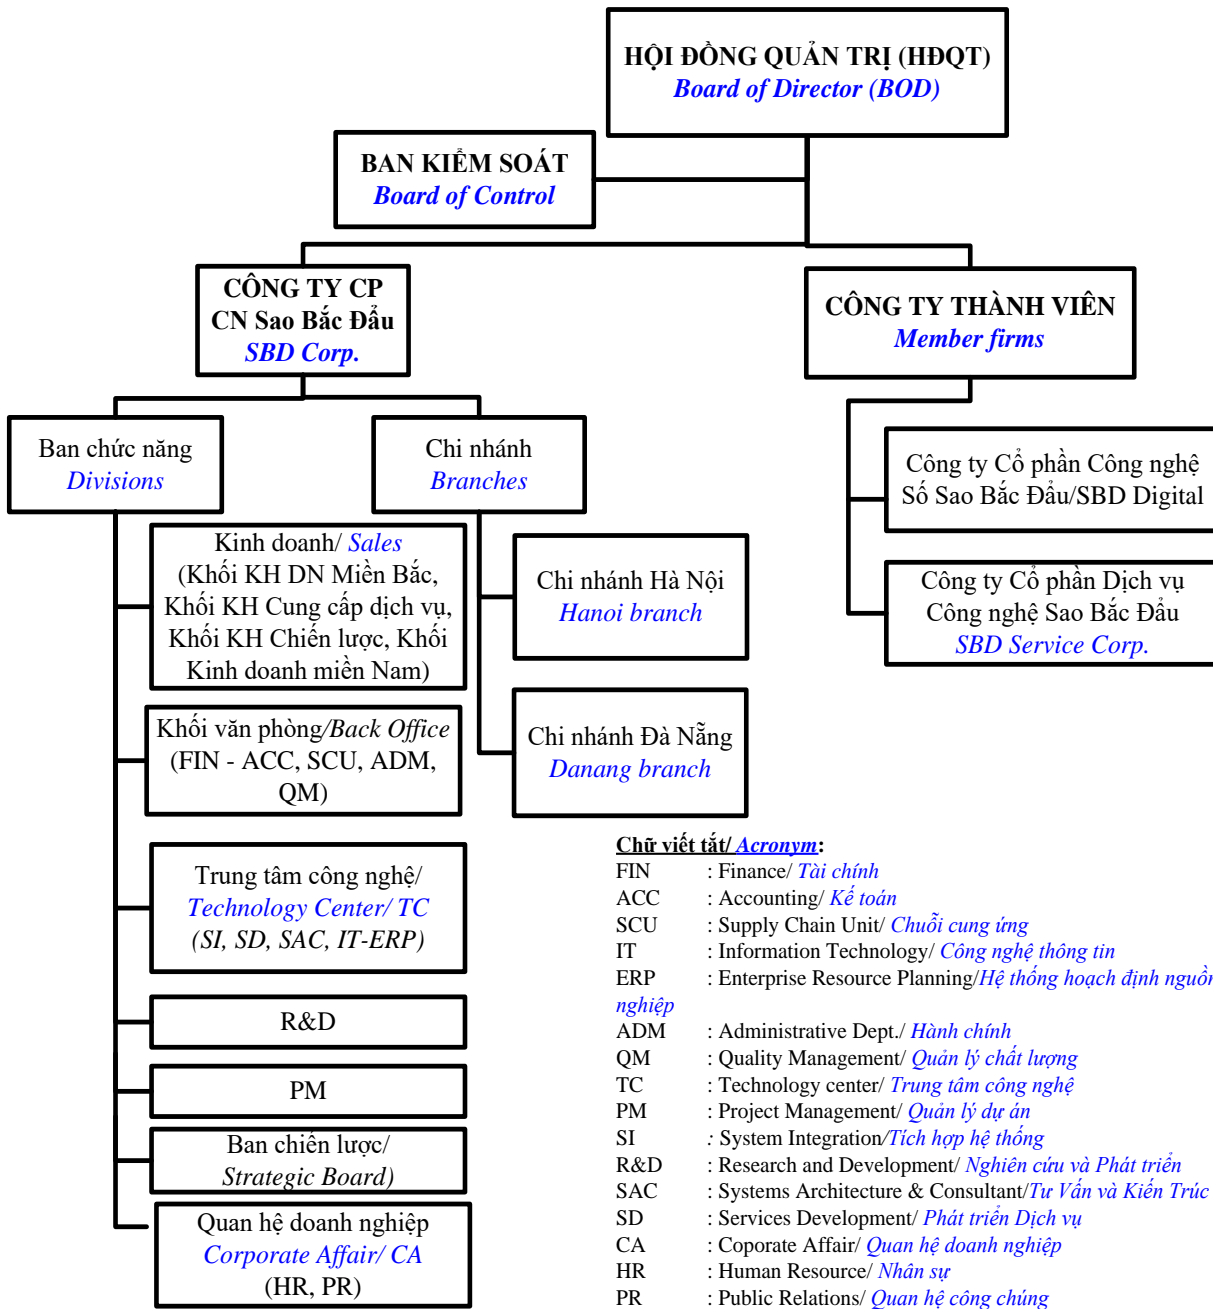 HỘI ĐỒNG QUẢN TRỊ (HĐQT)
Board of Director (BOD)
BAN KIỂM SOÁT
Board of Control
CÔNG TY CP
CN Sao Bắc Đẩu
SBD Corp.
CÔNG TY THÀNH VIÊN
Member firms
Ban chức năng
Divisions
Chi nhánh
Branches
Công ty Cổ phần Công nghệ
Số Sao Bắc Đẩu/SBD Digital
Công ty Cổ phần Dịch vụ
Công nghệ Sao Bắc Đẩu
SBD Service Corp.
Kinh doanh/ Sales
(Khối KH DN Miền Bắc,
Khối KH Cung cấp dịch vụ,
Khối KH Chiến lược, Khối
Kinh doanh miền Nam)
Chi nhánh Hà Nội
Hanoi branch
Khối văn phòng/Back Office
(FIN - ACC, SCU, ADM,
QM)
Chi nhánh Đà Nẵng
Danang branch
Trung tâm công nghệ/
Technology Center/ TC
(SI, SD, SAC, IT-ERP)
R&D
PM
Ban chiến lược/
Strategic Board)
Quan hệ doanh nghiệp
Corporate Affair/ CA
(HR, PR)
Chữ viết tắt/ Acronym:
FIN : Finance/ Tài chính
ACC : Accounting/ Kế toán
SCU : Supply Chain Unit/ Chuỗi cung ứng
IT : Information Technology/ Công nghệ thông tin
ERP : Enterprise Resource Planning/Hệ thống hoạch định nguồn
nghiệp
ADM : Administrative Dept./ Hành chính
QM : Quality Management/ Quản lý chất lượng
TC : Technology center/ Trung tâm công nghệ
PM : Project Management/ Quản lý dự án
SI : System Integration/Tích hợp hệ thống
R&D : Research and Development/ Nghiên cứu và Phát triển
SAC : Systems Architecture & Consultant/Tư Vấn và Kiến Trúc
SD : Services Development/ Phát triển Dịch vụ
CA : Coporate Affair/ Quan hệ doanh nghiệp
HR : Human Resource/ Nhân sự
PR : Public Relations/ Quan hệ công chúng